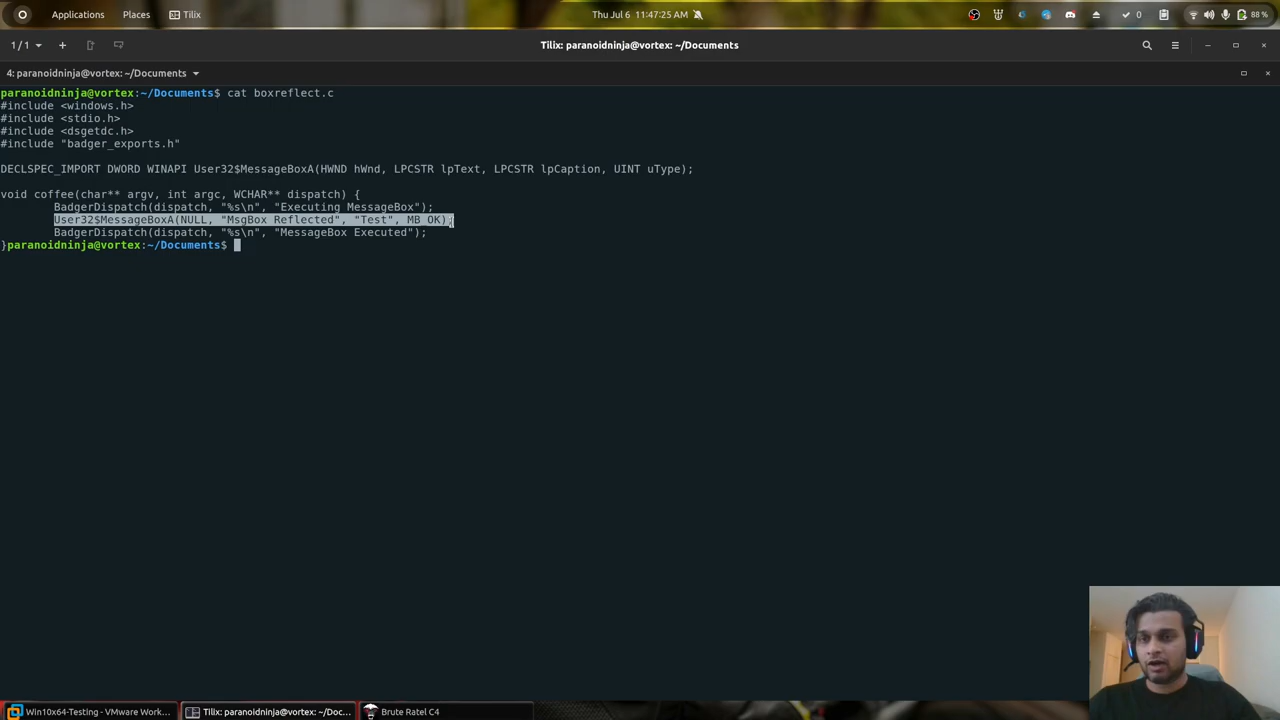 Applications Places Tilix Thu Jul 6 11:47:25 AM 0 88 %
1/1 Tilix: paranoidninja@vortex: ~/Documents
4: paranoidninja@vortex: ~/Documents
paranoidninja@vortex:~/Documents$ cat boxreflect.c
#include <windows.h>
#include <stdio.h>
#include <dsgetdc.h>
#include "badger_exports.h"
DECLSPEC_IMPORT DWORD WINAPI User32$MessageBoxA(HWND hWnd, LPCSTR lpText, LPCSTR lpCaption, UINT uType);
void coffee(char** argv, int argc, WCHAR** dispatch) {
BadgerDispatch(dispatch, "%s\n", "Executing MessageBox");
User32$MessageBoxA(NULL, "MsgBox Reflected", "Test", MB_OK);
BadgerDispatch(dispatch, "%s\n", "MessageBox Executed");
}paranoidninja@vortex:~/Documents$
Win10x64-Testing - VMware Work... Tilix: paranoidninja@vortex: ~/Doc... Brute Ratel C4